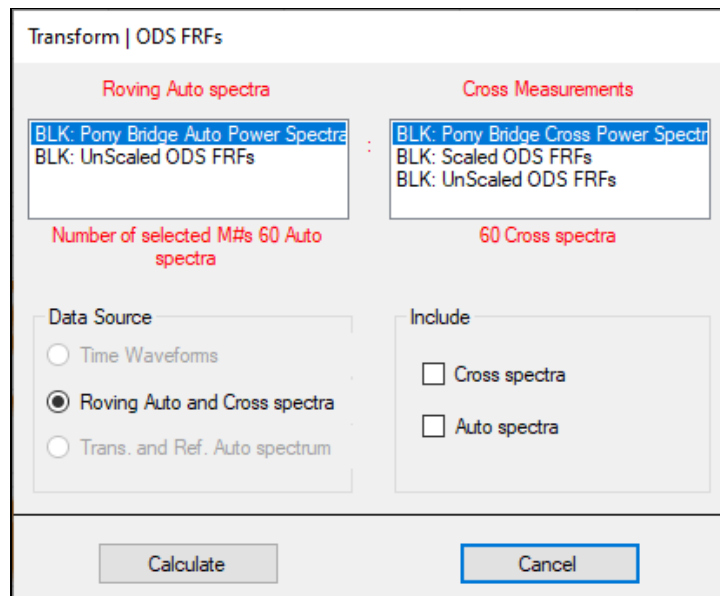 Transform | ODS FRFs
Roving Auto spectra
Cross Measurements
BLK: Pony Bridge Auto Power Spectra
BLK: UnScaled ODS FRFs
:
BLK: Pony Bridge Cross Power Spectr
BLK: Scaled ODS FRFs
BLK: UnScaled ODS FRFs
Number of selected M#s 60 Auto
spectra
60 Cross spectra
Data Source
Time Waveforms
Roving Auto and Cross spectra
Trans. and Ref. Auto spectrum
Include
Cross spectra
Auto spectra
Calculate
Cancel